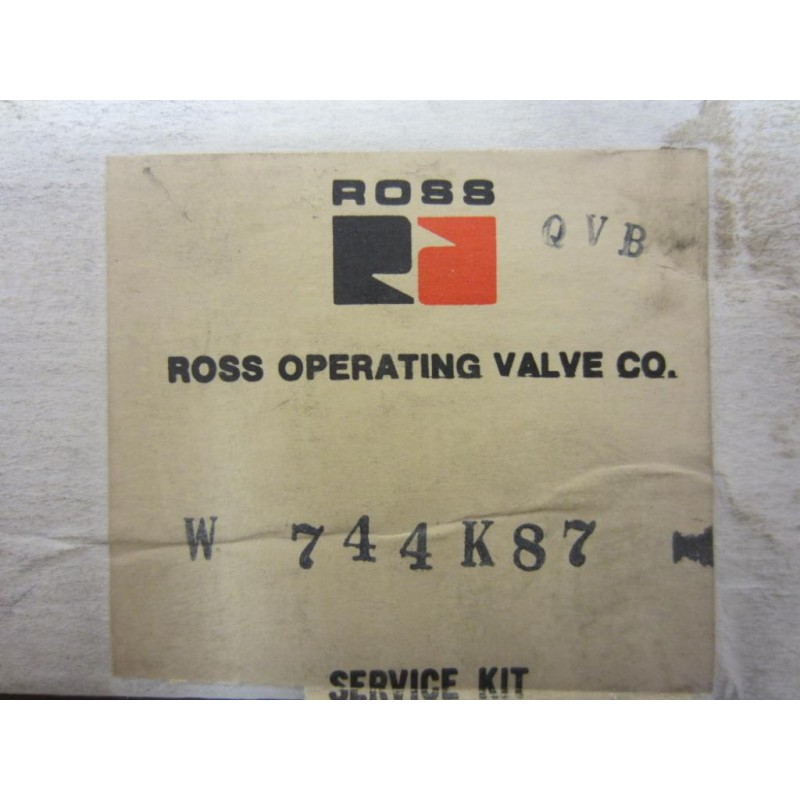 ROSS
QVB
ROSS OPERATING VALVE CO.
W 744K87
SERVICE KIT